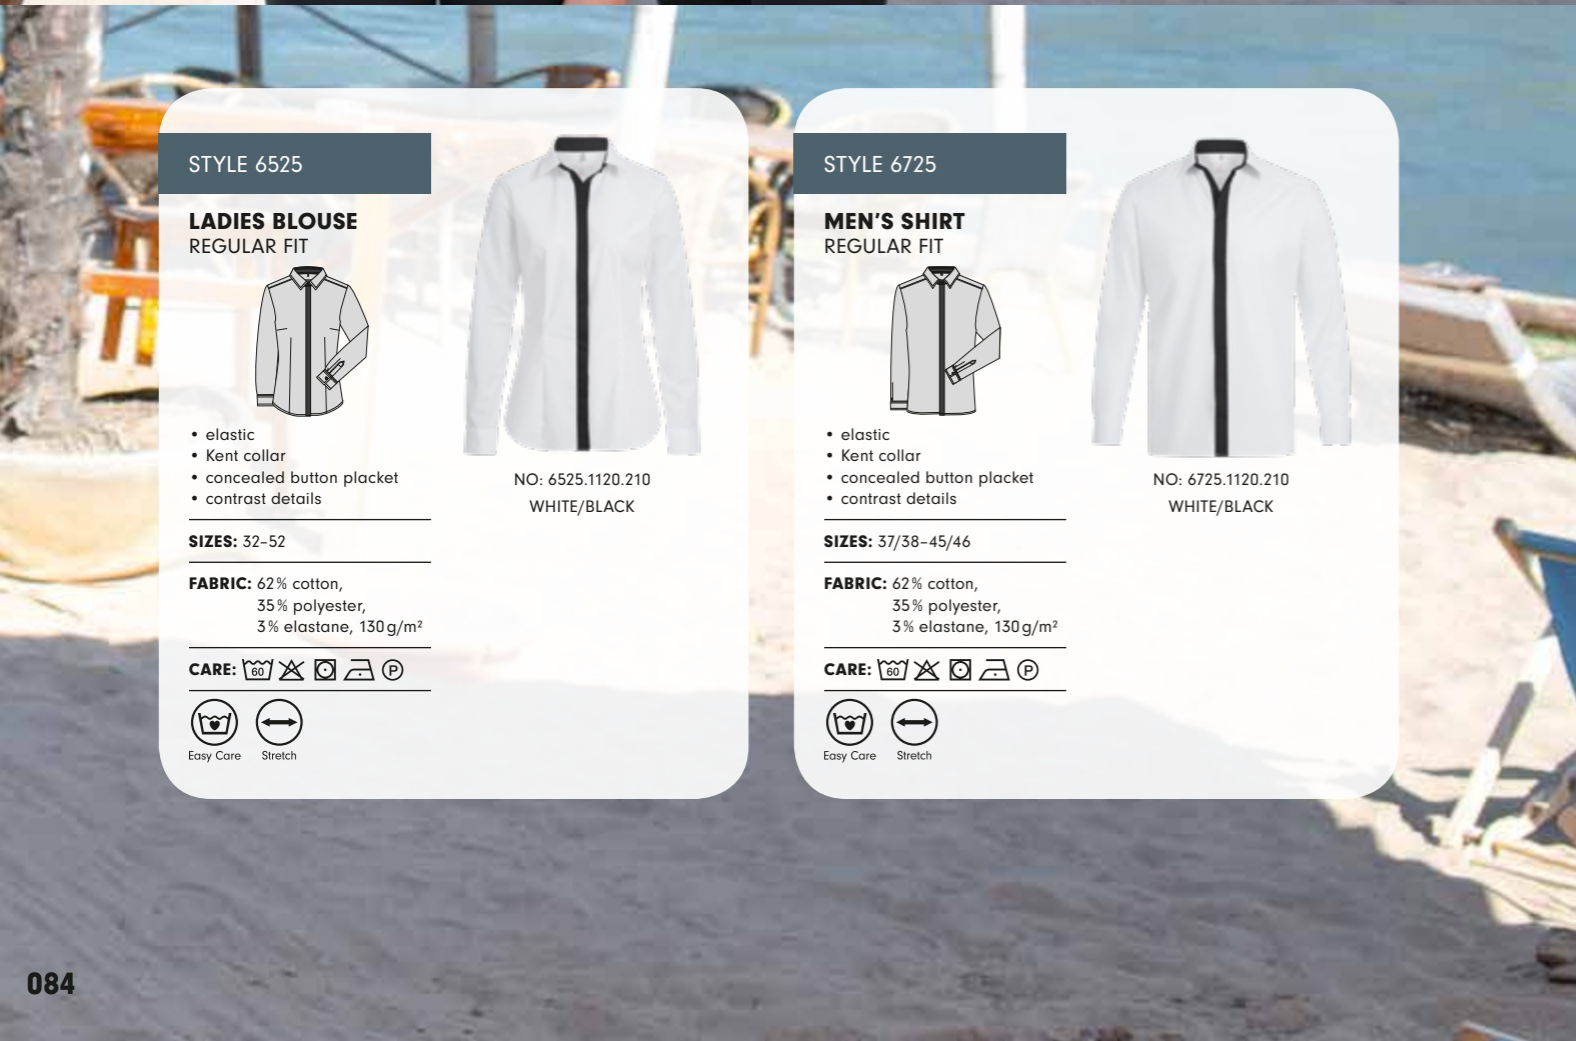 STYLE 6525
LADIES BLOUSE
REGULAR FIT
• elastic
• Kent collar
• concealed button placket
• contrast details
SIZES: 32–52
FABRIC: 62% cotton,
35% polyester,
3% elastane, 130g/m²
CARE: 60 P
Easy Care Stretch
NO: 6525.1120.210
WHITE/BLACK
STYLE 6725
MEN’S SHIRT
REGULAR FIT
• elastic
• Kent collar
• concealed button placket
• contrast details
SIZES: 37/38–45/46
FABRIC: 62% cotton,
35% polyester,
3% elastane, 130g/m²
CARE: 60 P
Easy Care Stretch
NO: 6725.1120.210
WHITE/BLACK
084